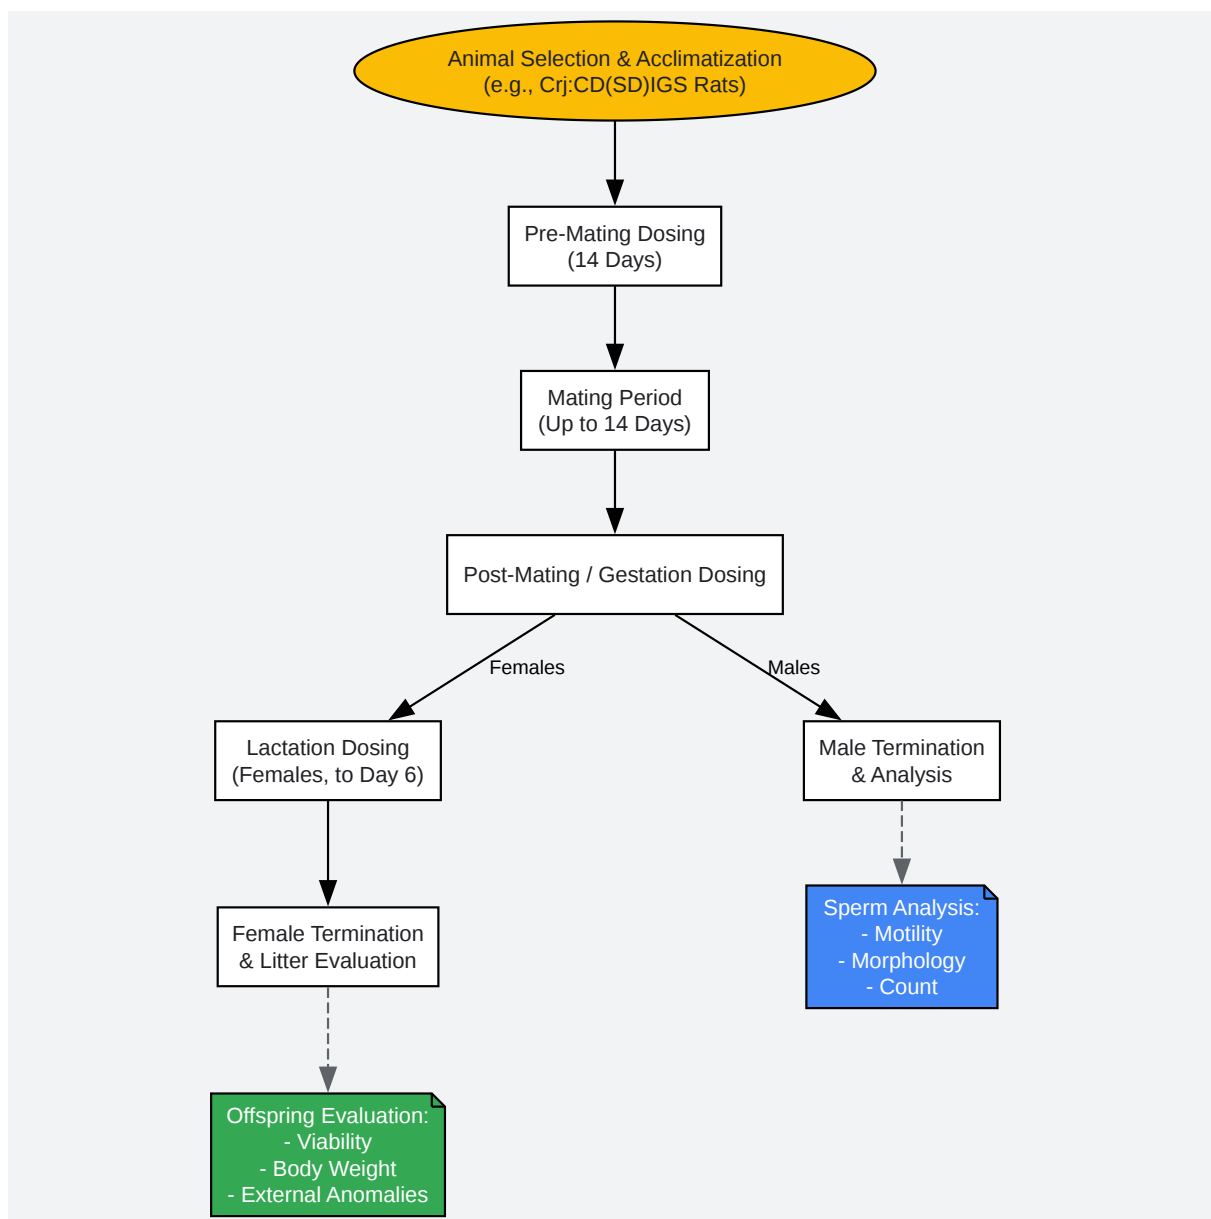 Animal Selection & Acclimatization
(e.g., Crj:CD(SD)IGS Rats)
Pre-Mating Dosing
(14 Days)
Mating Period
(Up to 14 Days)
Post-Mating / Gestation Dosing
Females
Males
Lactation Dosing
(Females, to Day 6)
Male Termination
& Analysis
Female Termination
& Litter Evaluation
Sperm Analysis:
- Motility
- Morphology
- Count
Offspring Evaluation:
- Viability
- Body Weight
- External Anomalies